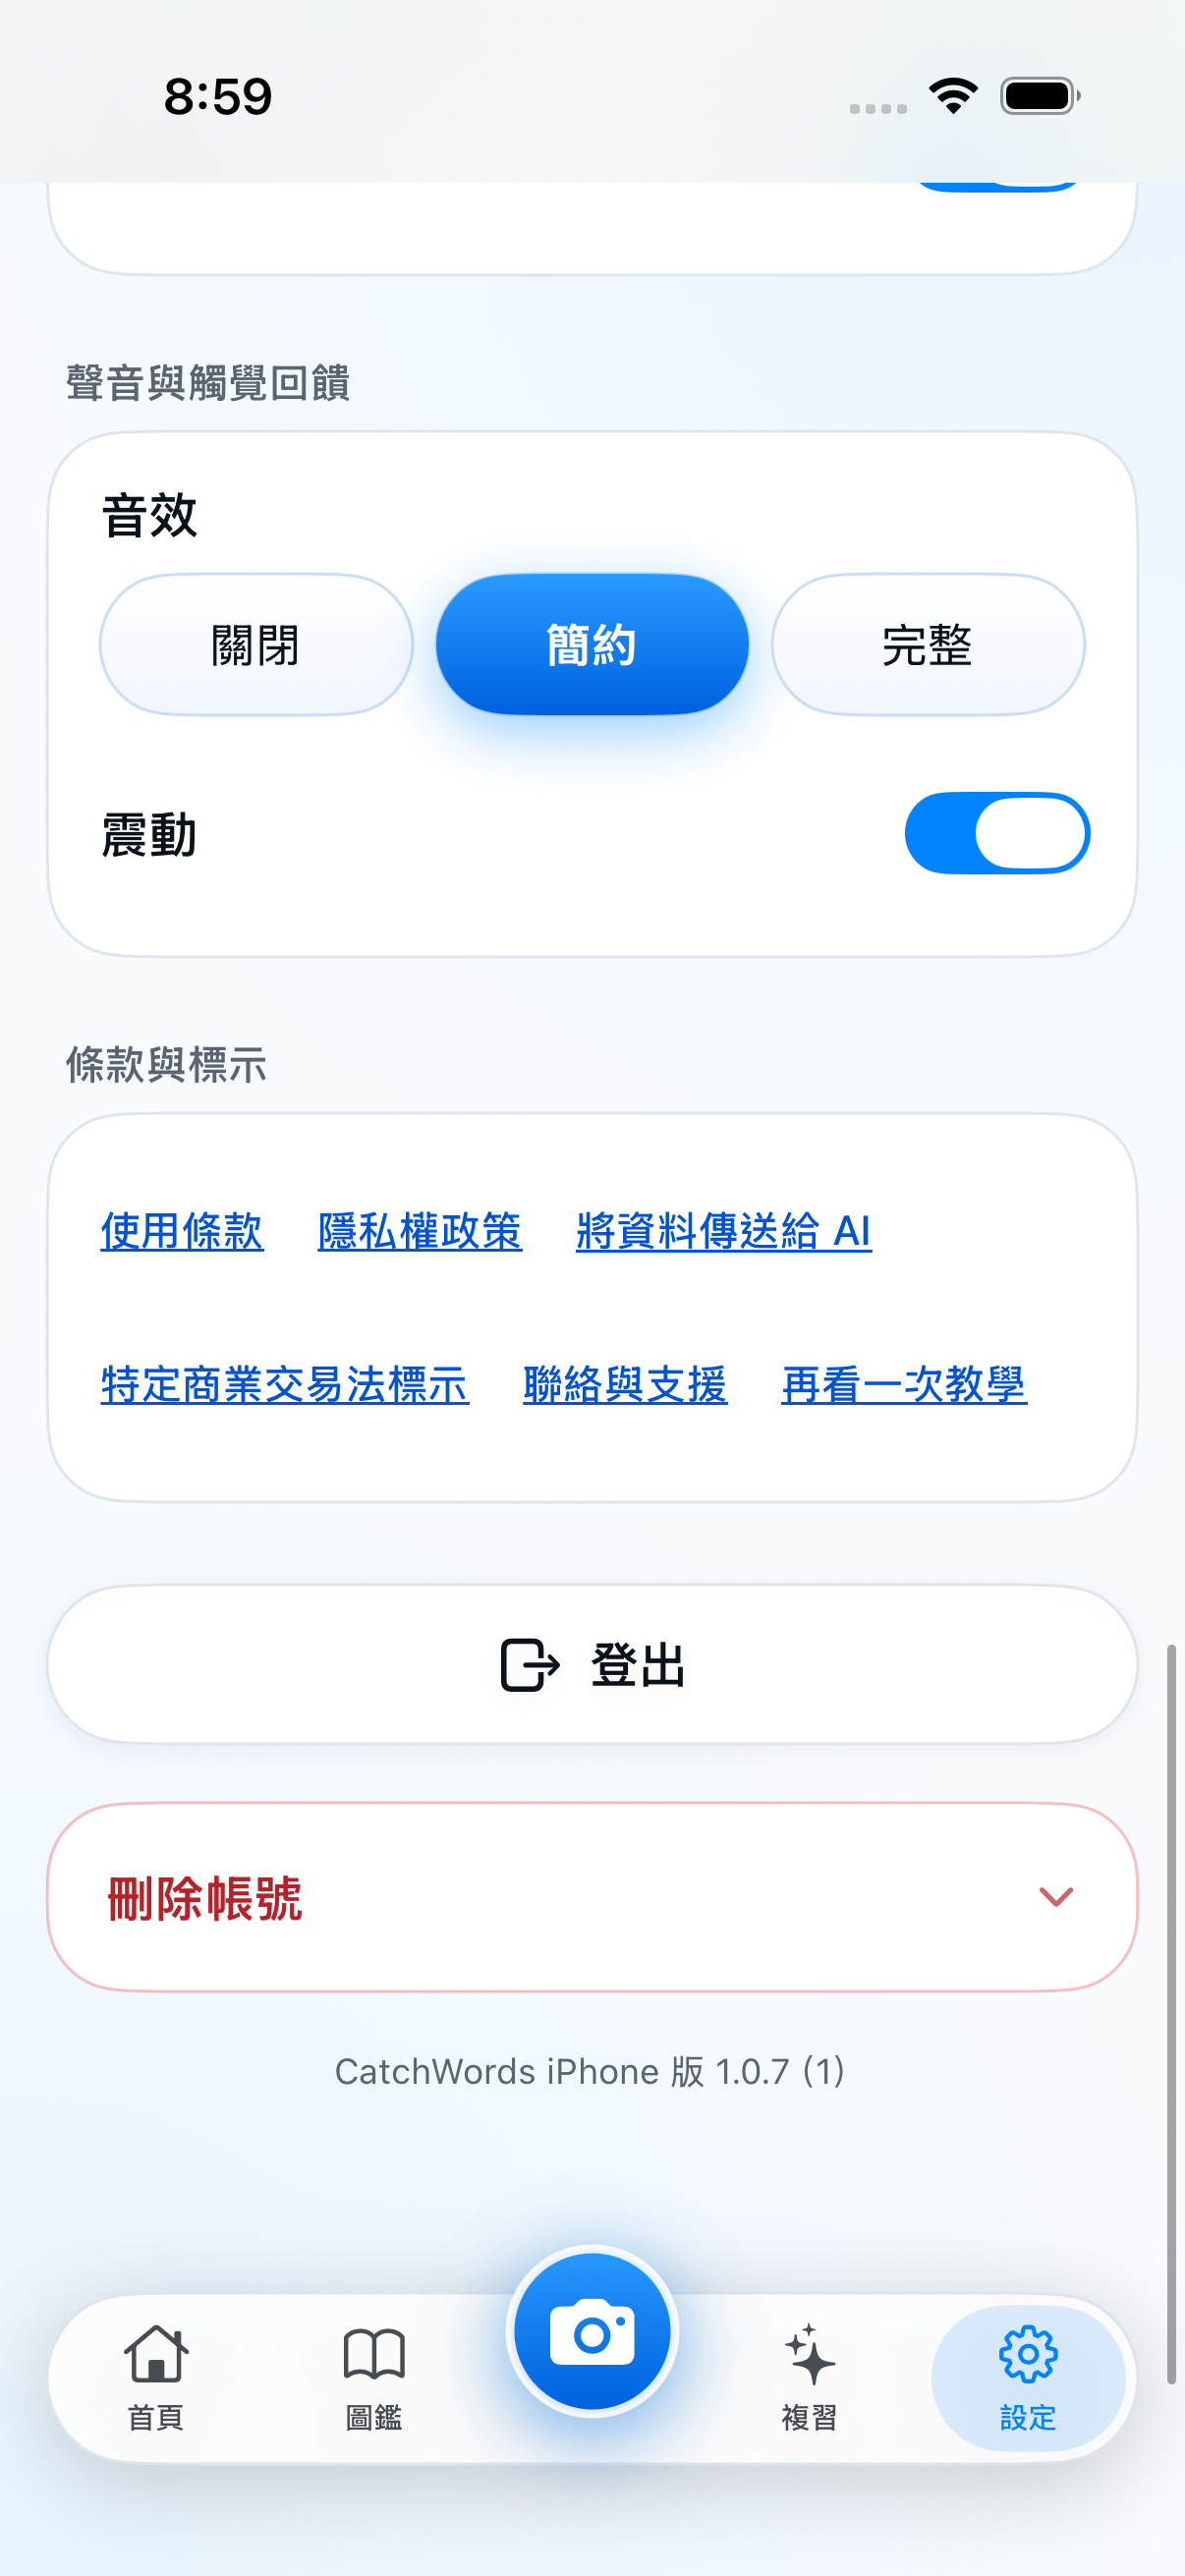 8:59
聲音與觸覺回饋
音效
關閉 簡約 完整
震動
條款與標示
使用條款 隱私權政策 將資料傳送給 AI
特定商業交易法標示 聯絡與支援 再看一次教學
登出
刪除帳號
CatchWords iPhone 版 1.0.7 (1)
首頁 圖鑑 複習 設定